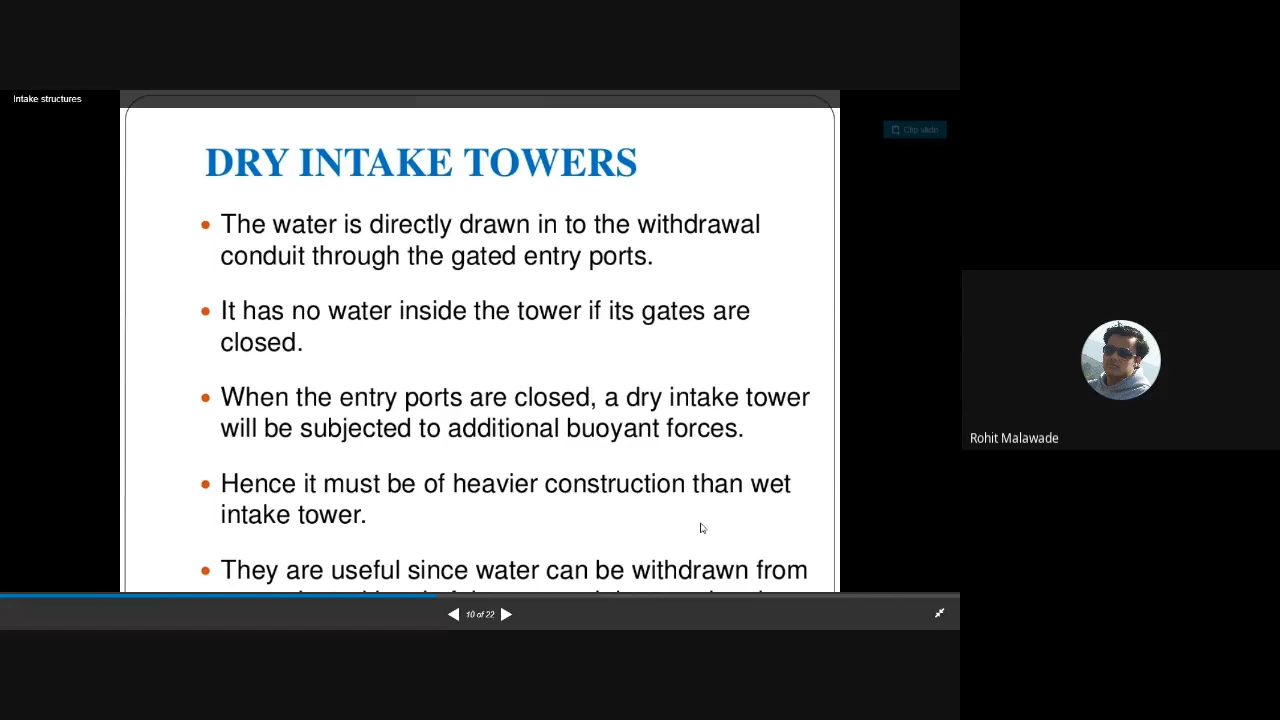 Intake structures
Clip slide
DRY INTAKE TOWERS
• The water is directly drawn in to the withdrawal
conduit through the gated entry ports.
• It has no water inside the tower if its gates are
closed.
• When the entry ports are closed, a dry intake tower
will be subjected to additional buoyant forces.
• Hence it must be of heavier construction than wet
intake tower.
• They are useful since water can be withdrawn from
10 of 22
Rohit Malawade